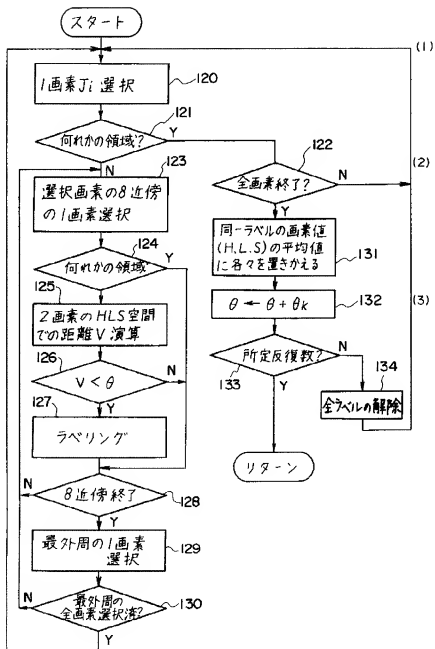 スタート
(1)
1画素Ji選択
120
121
何れかの領域?
Y
N
123
選択画素の8近傍
の1画素選択
124
何れかの領域
Y
125
2画素のHLS空間
での距離V演算
126
V<θ
N
Y
127
ラベリング
8近傍終了
128
N
Y
最外周の1画素
選択
129
最外周の
全画素選択済?
130
N
Y
122
全画素終了?
N
(2)
Y
同一ラベルの画素値
(H.L.S)の平均値
に各々を置きかえる
131
θ ← θ + θk
132
(3)
所定反復数?
133
N
Y
134
全ラベルの解除
リターン